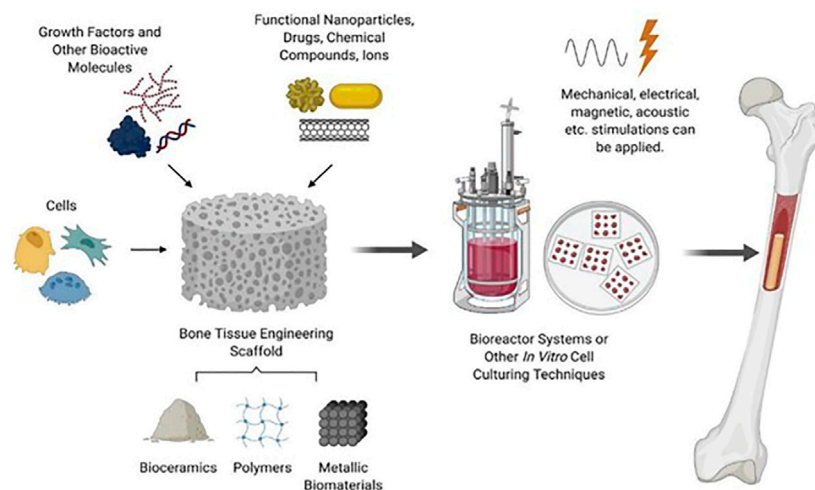 Growth Factors and
Other Bioactive
Molecules
Functional Nanoparticles,
Drugs, Chemical
Compounds, Ions
Mechanical, electrical,
magnetic, acoustic
etc. stimulations can
be applied.
Cells
Bone Tissue Engineering
Scaffold
Bioreactor Systems or
Other In Vitro Cell
Culturing Techniques
Bioceramics
Polymers
Metallic
Biomaterials